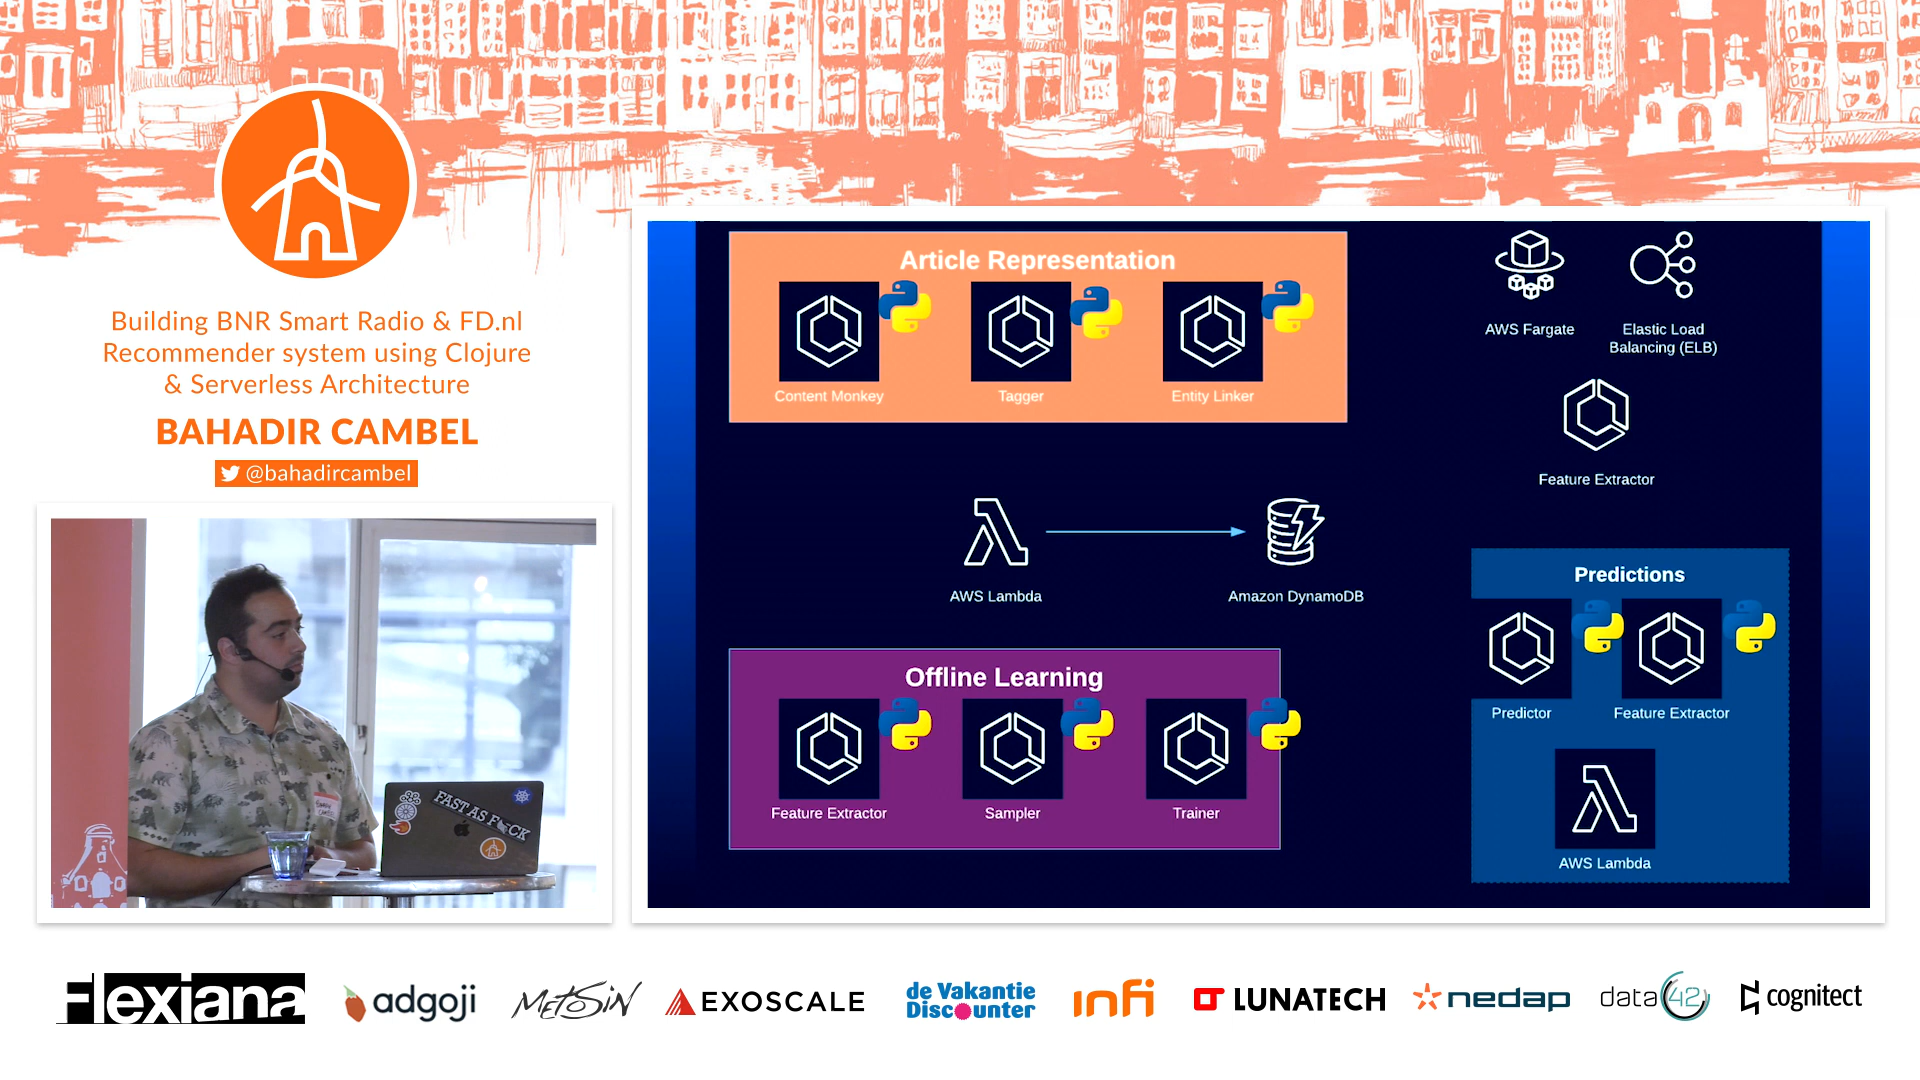 Building BNR Smart Radio & FD.nl
Recommender system using Clojure
& Serverless Architecture
BAHADIR CAMBEL
@bahadircambel
Article Representation
Content Monkey
Tagger
Entity Linker
AWS Fargate
Elastic Load
Balancing (ELB)
Feature Extractor
AWS Lambda
Amazon DynamoDB
Offline Learning
Feature Extractor
Sampler
Trainer
Predictions
Predictor
Feature Extractor
AWS Lambda
FAST AS F CK
Flexiana
adgoji
METOSIN
EXOSCALE
de Vakantie
Discounter
infi
LUNATECH
nedap
data 42
cognitect